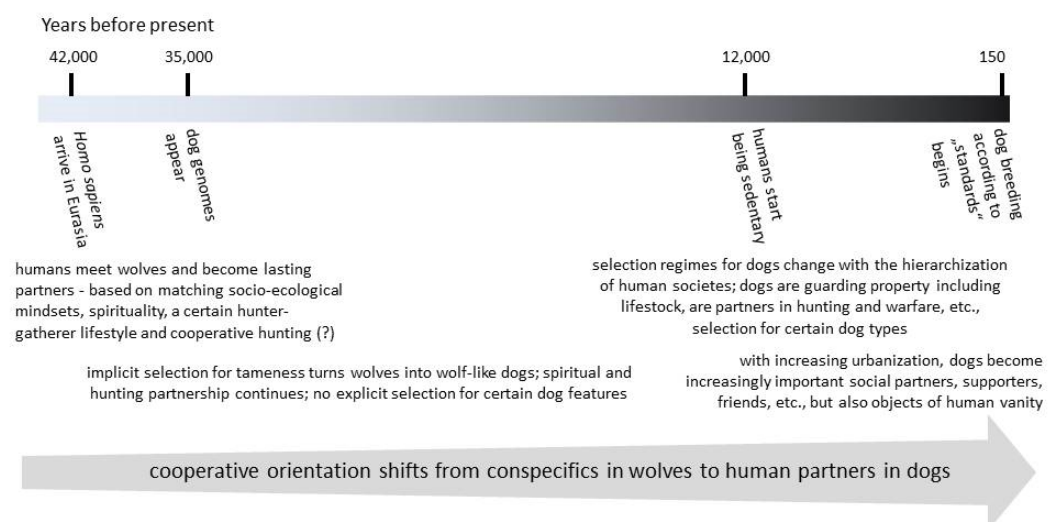 Years before present
42,000
35,000
12,000
150
Homo sapiens
arrive in Eurasia
dog genomes
appear
humans start
being sedentary
dog breeding
according to
„standards“
begins
humans meet wolves and become lasting
partners - based on matching socio-ecological
mindsets, spirituality, a certain hunter-
gatherer lifestyle and cooperative hunting (?)
selection regimes for dogs change with the hierarchization
of human societes; dogs are guarding property including
lifestock, are partners in hunting and warfare, etc.,
selection for certain dog types
implicit selection for tameness turns wolves into wolf-like dogs; spiritual and
hunting partnership continues; no explicit selection for certain dog features
with increasing urbanization, dogs become
increasingly important social partners, supporters,
friends, etc., but also objects of human vanity
cooperative orientation shifts from conspecifics in wolves to human partners in dogs